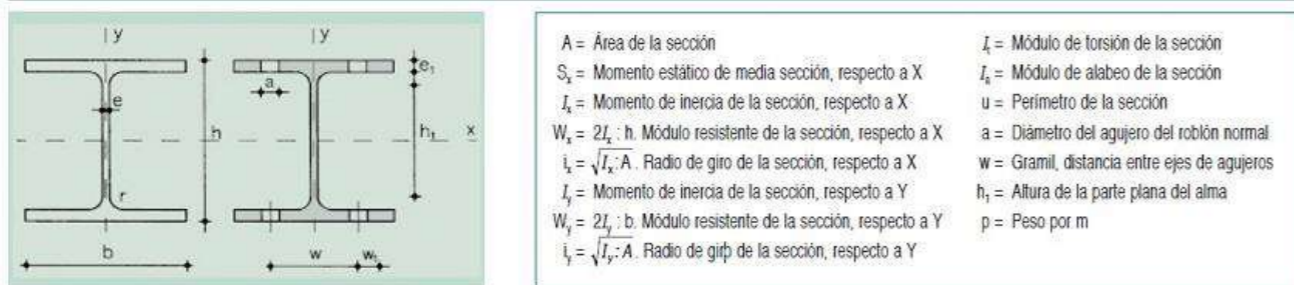 y
y
e₁
a
e
h
h₁
x
r
b
w
w₁
A = Área de la sección
Sₓ = Momento estático de media sección, respecto a X
Iₓ = Momento de inercia de la sección, respecto a X
Wₓ = 2Iₓ : h. Módulo resistente de la sección, respecto a X
iₓ = √Iₓ:A. Radio de giro de la sección, respecto a X
I_y = Momento de inercia de la sección, respecto a Y
W_y = 2I_y : b. Módulo resistente de la sección, respecto a Y
i_y = √I_y:A. Radio de giro de la sección, respecto a Y
Iₜ = Módulo de torsión de la sección
Iₐ = Módulo de alabeo de la sección
u = Perímetro de la sección
a = Diámetro del agujero del roblón normal
w = Gramil, distancia entre ejes de agujeros
h₁ = Altura de la parte plana del alma
p = Peso por m